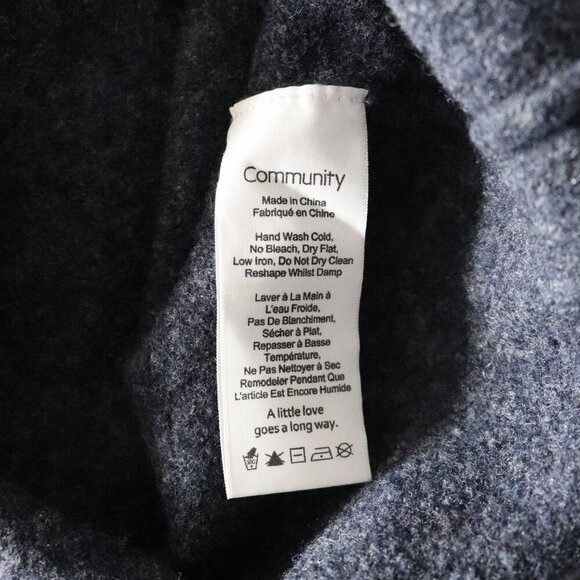 Community
Made in China
Fabriqué en Chine
Hand Wash Cold,
No Bleach, Dry Flat,
Low Iron, Do Not Dry Clean
Reshape Whilst Damp
Laver à La Main à
L'eau Froide,
Pas De Blanchiment,
Sécher à Plat,
Repasser à Basse
Température,
Ne Pas Nettoyer à Sec
Remodeler Pendant Que
L'article Est Encore Humide
A little love
goes a long way.